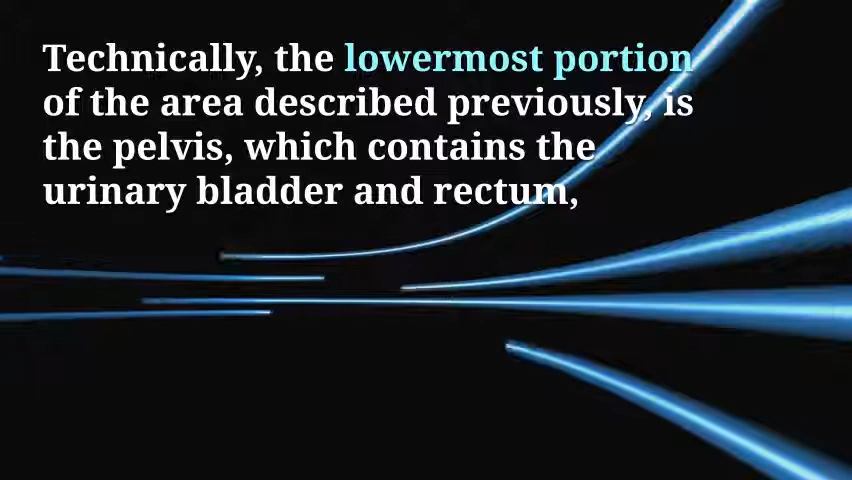 Technically, the lowermost portion
of the area described previously, is
the pelvis, which contains the
urinary bladder and rectum,